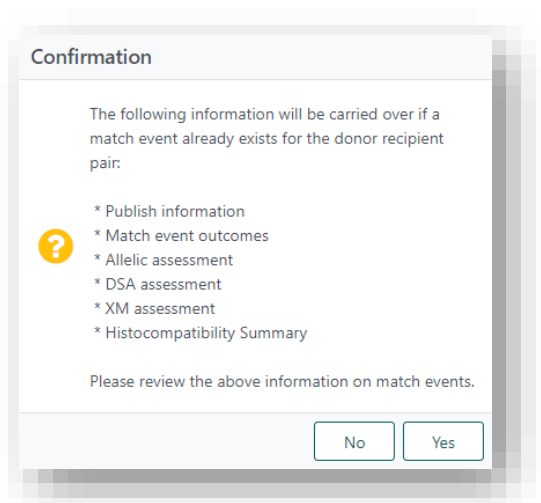 Confirmation
The following information will be carried over if a
match event already exists for the donor recipient
pair:
* Publish information
* Match event outcomes
* Allelic assessment
* DSA assessment
* XM assessment
* Histocompatibility Summary
Please review the above information on match events.
No Yes